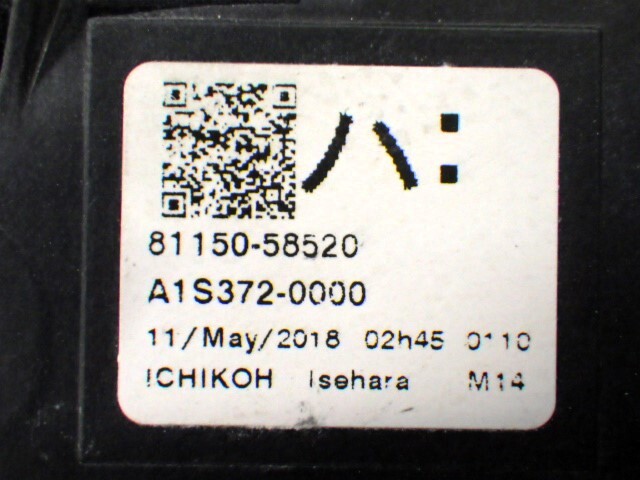 ハ:
81150-58520
A1S372-0000
11/May/2018 02h45 0110
ICHIKOH Isehara M14